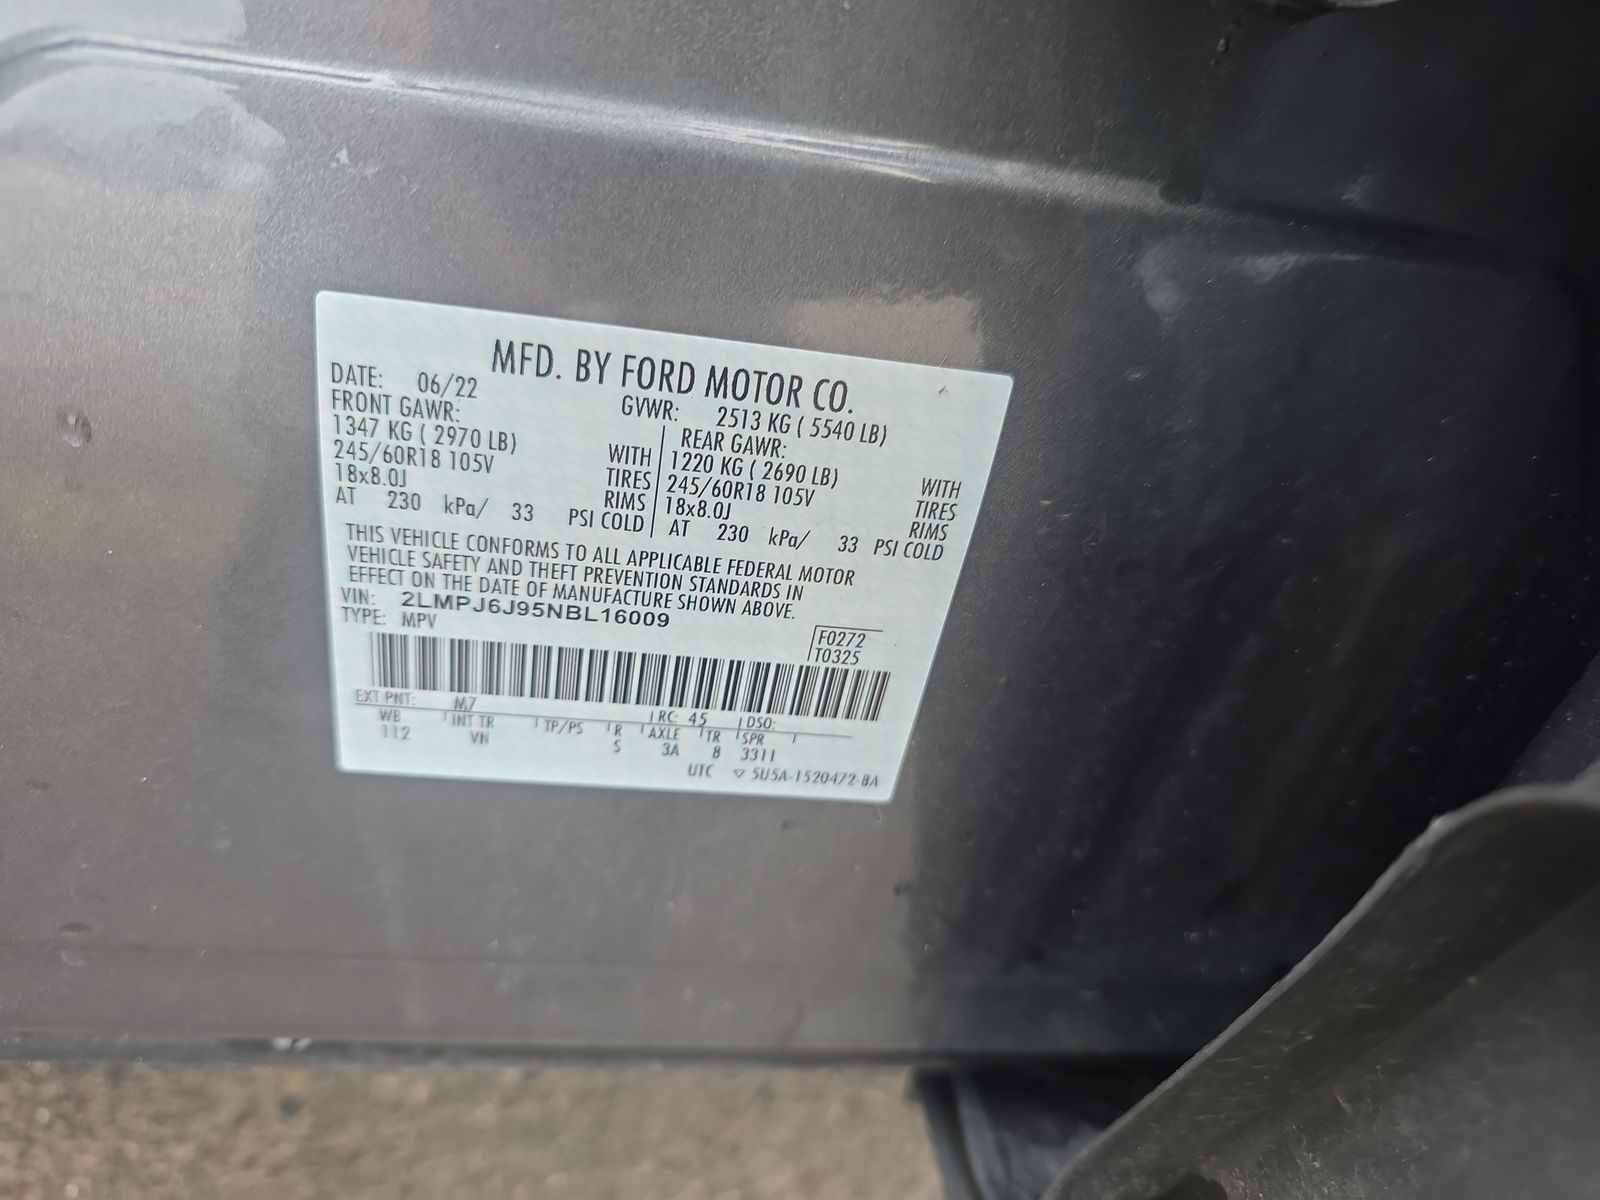 MFD. BY FORD MOTOR CO.
DATE: 06/22 GVWR: 2513 KG ( 5540 LB)
FRONT GAWR: REAR GAWR:
1347 KG ( 2970 LB) WITH 1220 KG ( 2690 LB) WITH
245/60R18 105V TIRES 245/60R18 105V TIRES
18x8.0J RIMS 18x8.0J RIMS
AT 230 kPa/ 33 PSI COLD AT 230 kPa/ 33 PSI COLD
THIS VEHICLE CONFORMS TO ALL APPLICABLE FEDERAL MOTOR
VEHICLE SAFETY AND THEFT PREVENTION STANDARDS IN
EFFECT ON THE DATE OF MANUFACTURE SHOWN ABOVE.
VIN: 2LMPJ6J95NBL16009
TYPE: MPV
F0272
T0325
EXT PNT: M7 RC: 45 DSO:
WB INT TR TP/PS R AXLE TR SPR
112 VN 5 3A 8 3311
UTC ▽ 5U5A-1520472-BA